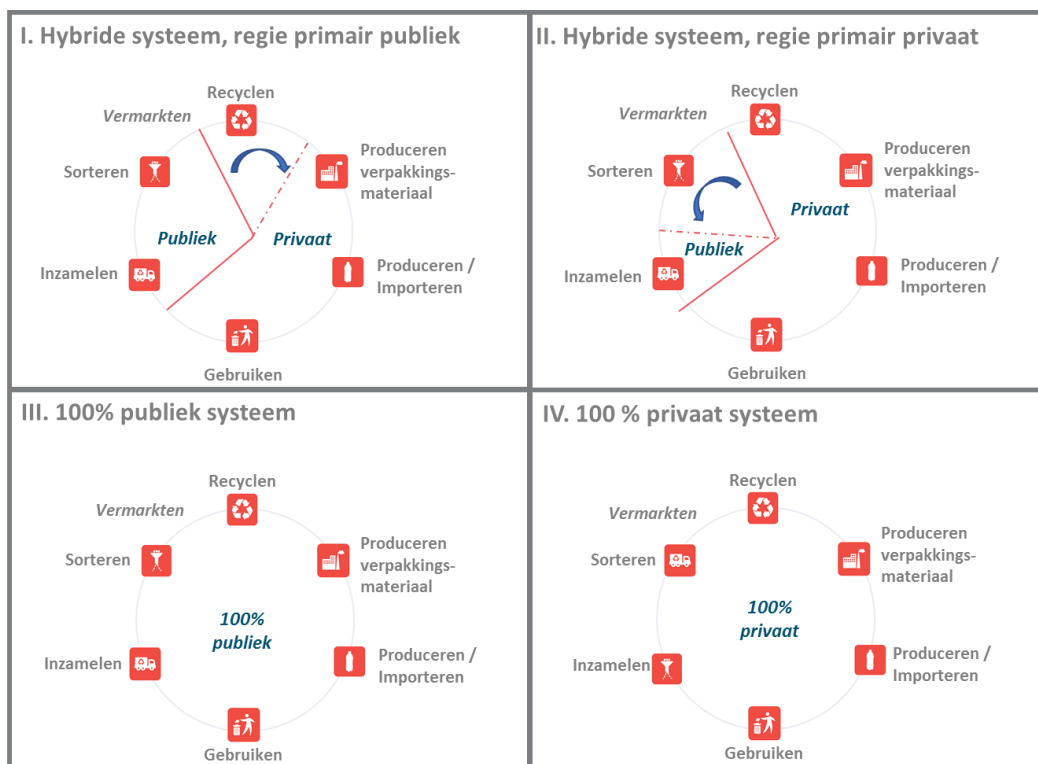 I. Hybride systeem, regie primair publiek
Recyclen
Vermarkten
Sorteren
Produceren
verpakkings-
materiaal
Publiek
Privaat
Inzamelen
Produceren /
Importeren
Gebruiken
II. Hybride systeem, regie primair privaat
Recyclen
Vermarkten
Sorteren
Produceren
verpakkings-
materiaal
Privaat
Publiek
Inzamelen
Produceren /
Importeren
Gebruiken
III. 100% publiek systeem
Recyclen
Vermarkten
Sorteren
Produceren
verpakkings-
materiaal
100%
publiek
Inzamelen
Produceren /
Importeren
Gebruiken
IV. 100 % privaat systeem
Recyclen
Vermarkten
Sorteren
Produceren
verpakkings-
materiaal
100%
privaat
Inzamelen
Produceren /
Importeren
Gebruiken